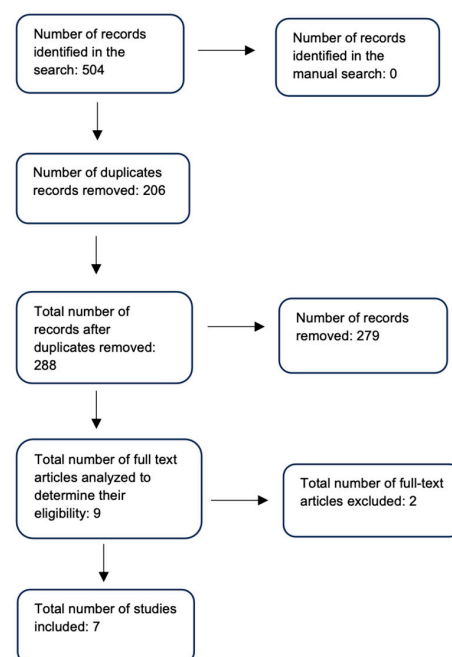 Number of records
identified in the
search: 504
Number of records
identified in the
manual search: 0
Number of duplicates
records removed: 206
Total number of
records after
duplicates removed:
288
Number of records
removed: 279
Total number of full text
articles analyzed to
determine their
eligibility: 9
Total number of full-text
articles excluded: 2
Total number of studies
included: 7